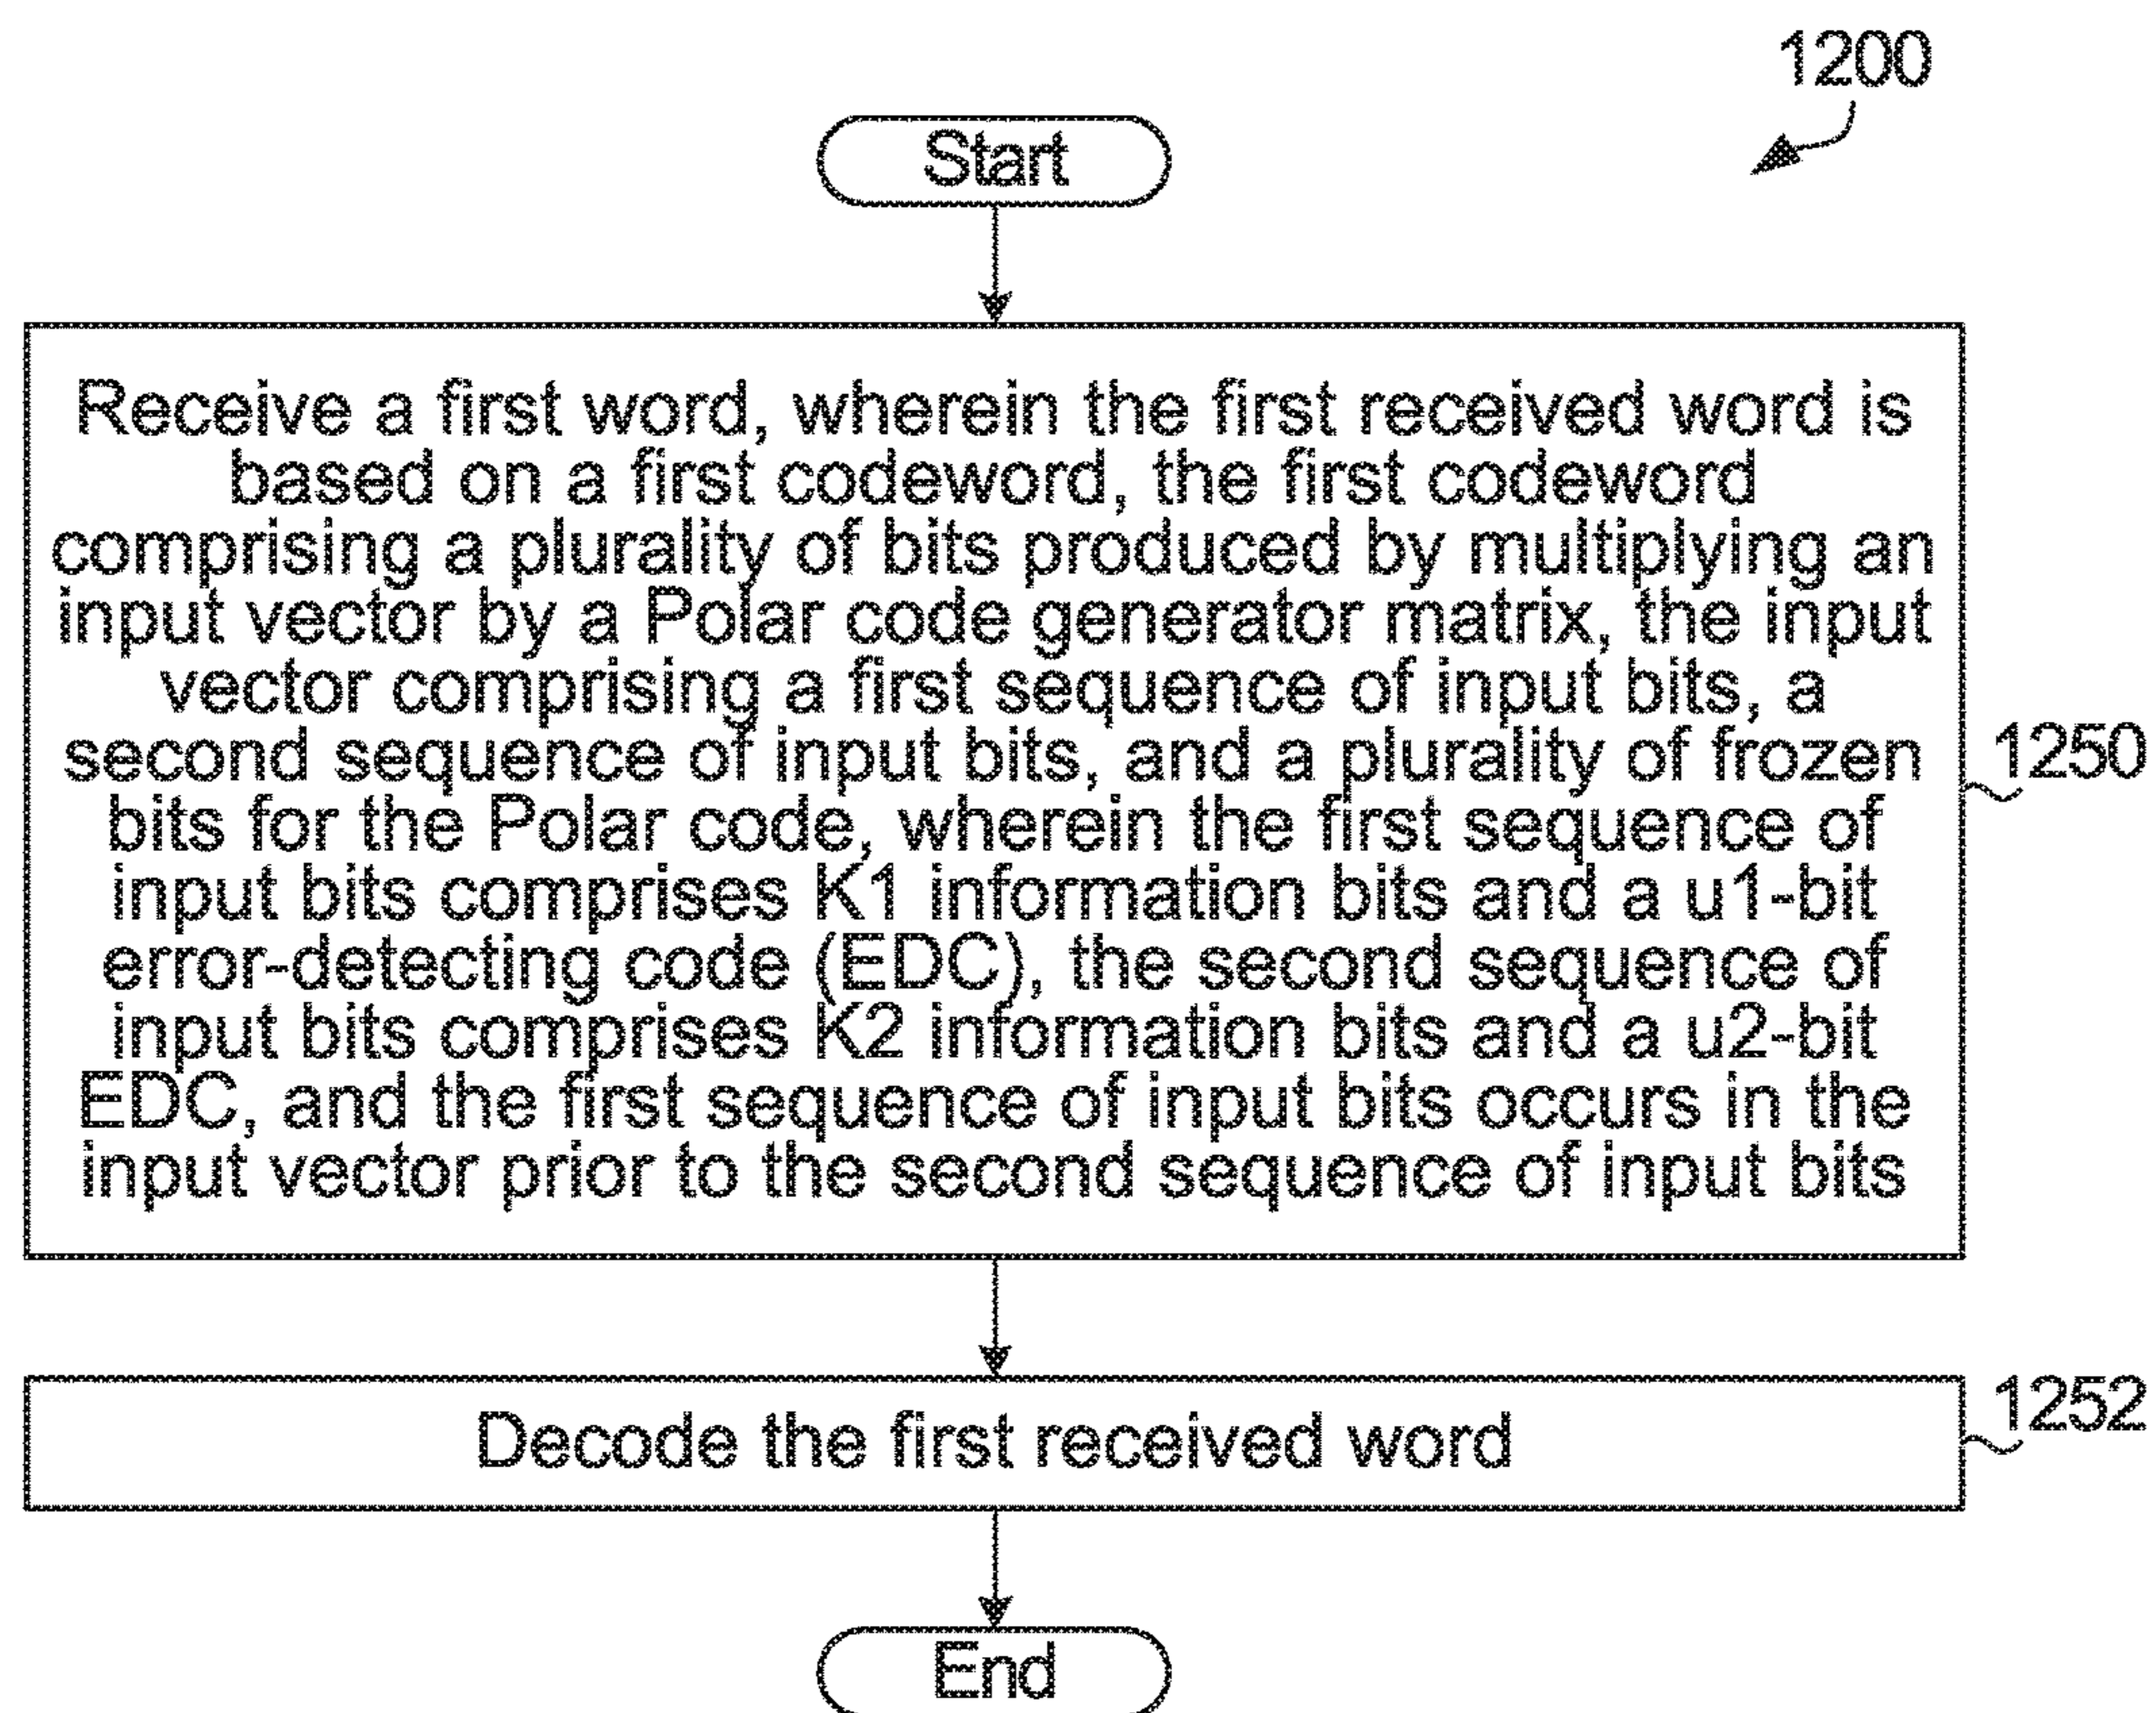 1200
Start
Receive a first word, wherein the first received word is
based on a first codeword, the first codeword
comprising a plurality of bits produced by multiplying an
input vector by a Polar code generator matrix, the input
vector comprising a first sequence of input bits, a
second sequence of input bits, and a plurality of frozen
bits for the Polar code, wherein the first sequence of
input bits comprises K1 information bits and a u1-bit
error-detecting code (EDC), the second sequence of
input bits comprises K2 information bits and a u2-bit
EDC, and the first sequence of input bits occurs in the
input vector prior to the second sequence of input bits
1250
Decode the first received word
1252
End